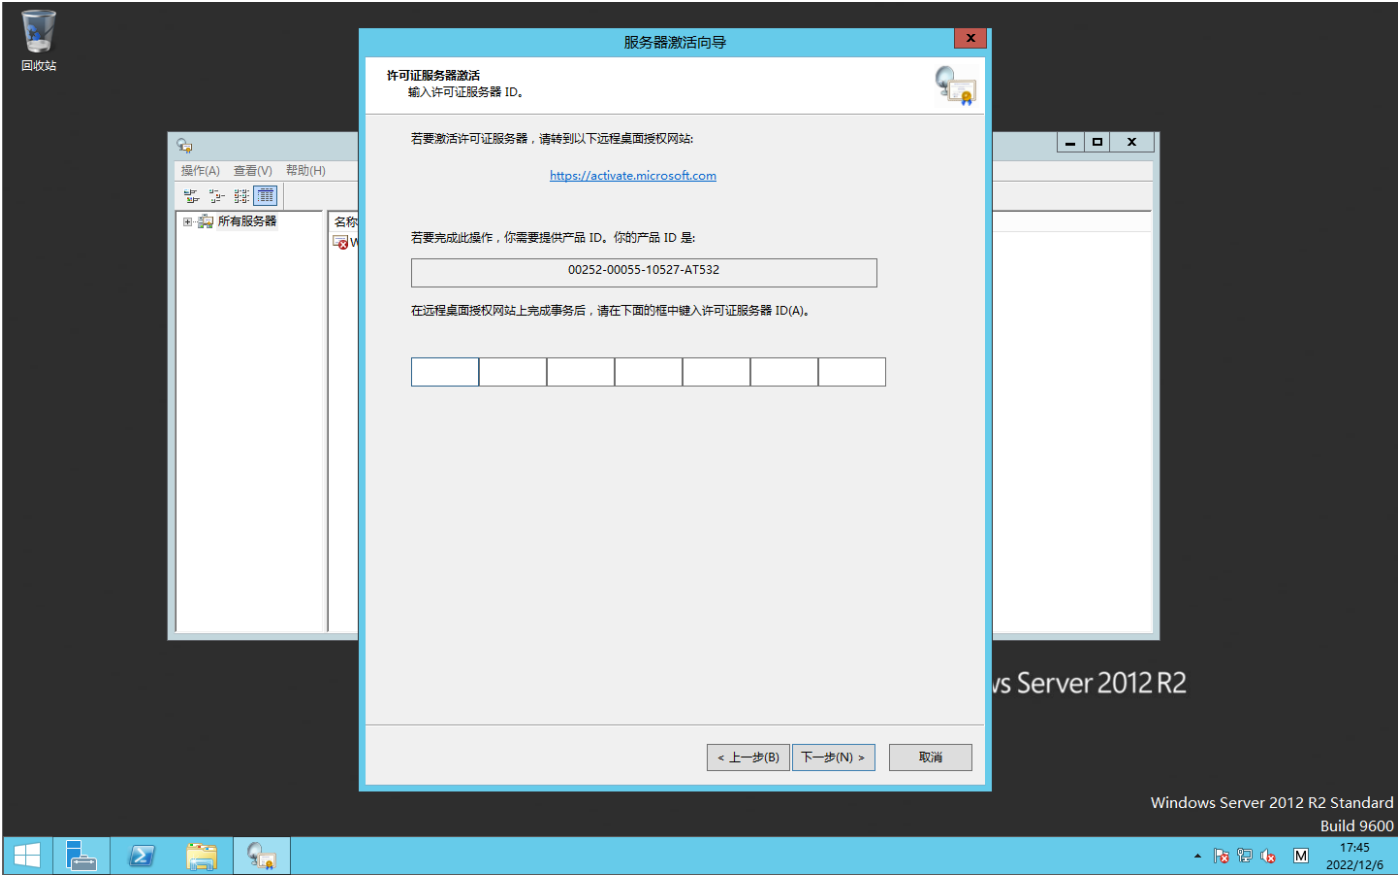 回收站
服务器激活向导
x
许可证服务器激活
输入许可证服务器 ID。
若要激活许可证服务器，请转到以下远程桌面授权网站:
https://activate.microsoft.com
操作(A) 查看(V) 帮助(H)
所有服务器
名称
W
若要完成此操作，你需要提供产品 ID。你的产品 ID 是:
00252-00055-10527-AT532
在远程桌面授权网站上完成事务后，请在下面的框中键入许可证服务器 ID(A)。
< 上一步(B) 下一步(N) > 取消
ws Server 2012 R2
Windows Server 2012 R2 Standard
Build 9600
M
17:45
2022/12/6